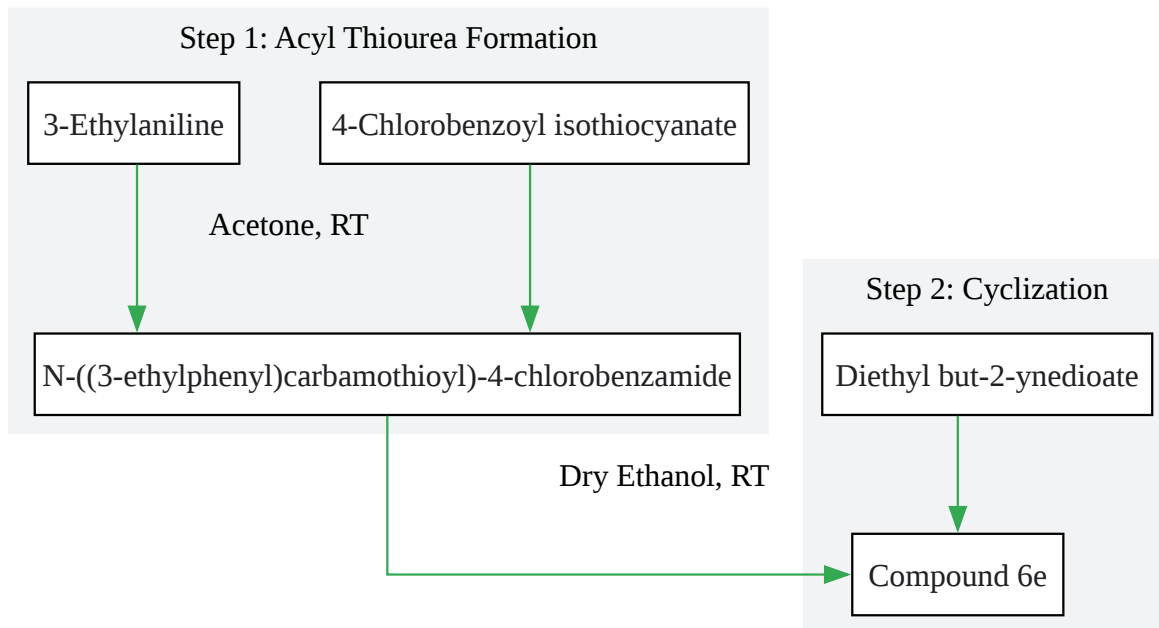 Step 1: Acyl Thiourea Formation
3-Ethylaniline
4-Chlorobenzoyl isothiocyanate
Acetone, RT
N-((3-ethylphenyl)carbamothioyl)-4-chlorobenzamide
Step 2: Cyclization
Diethyl but-2-ynedioate
Dry Ethanol, RT
Compound 6e